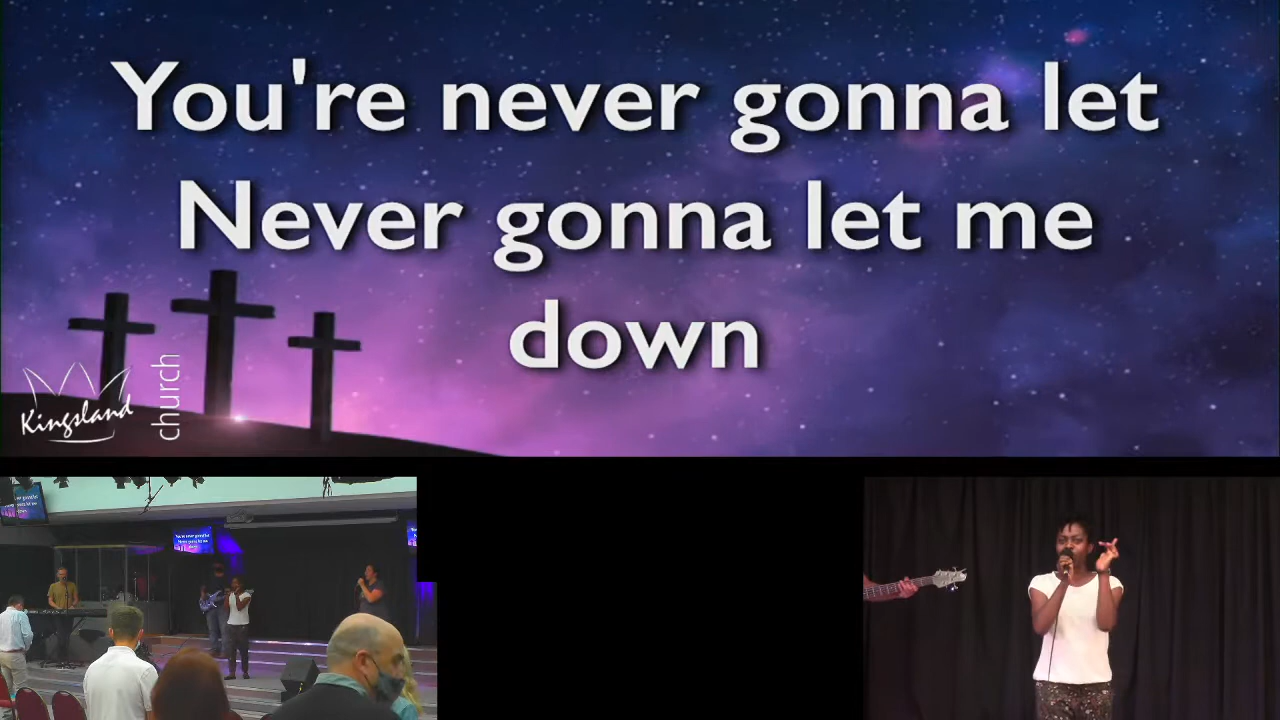 You're never gonna let
Never gonna let me
down
Kingsland
church